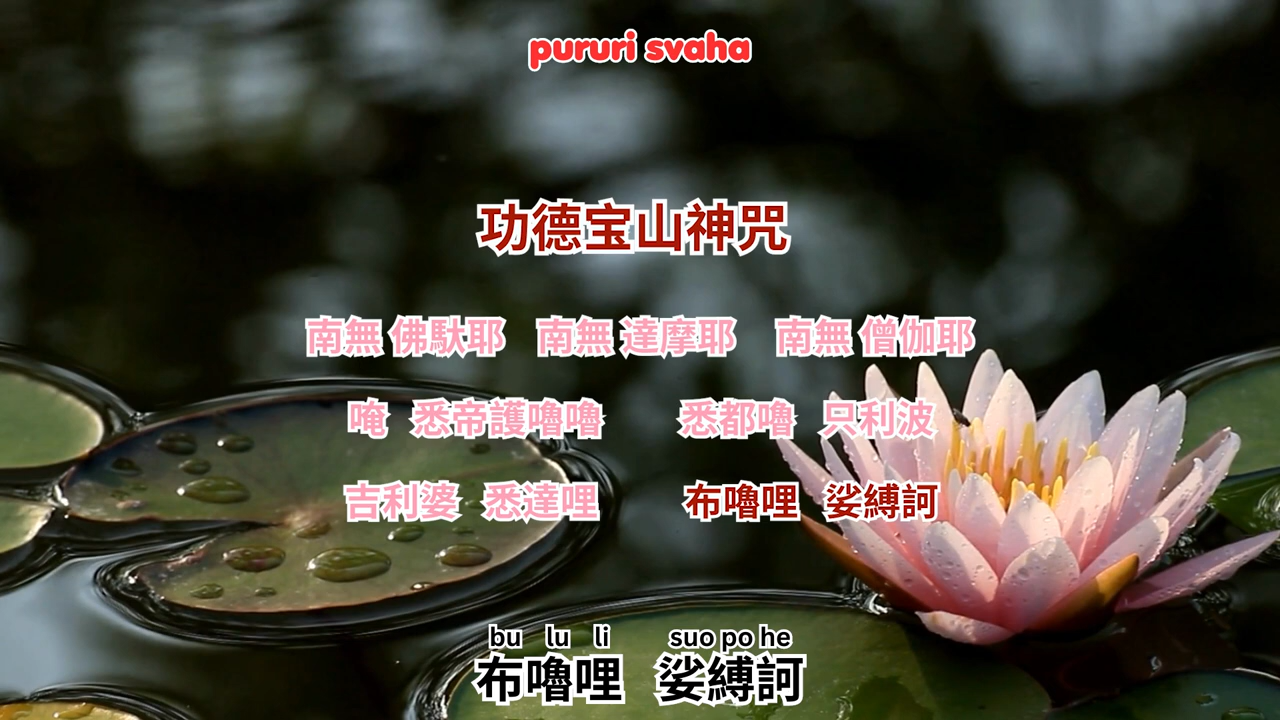 pururi svaha
功德宝山神咒
南無 佛馱耶 南無 達摩耶 南無 僧伽耶
唵 悉帝護嚕嚕 悉都嚕 只利波
吉利婆 悉達哩 布嚕哩 娑縛訶
bu lu li suo po he
布嚕哩 娑縛訶